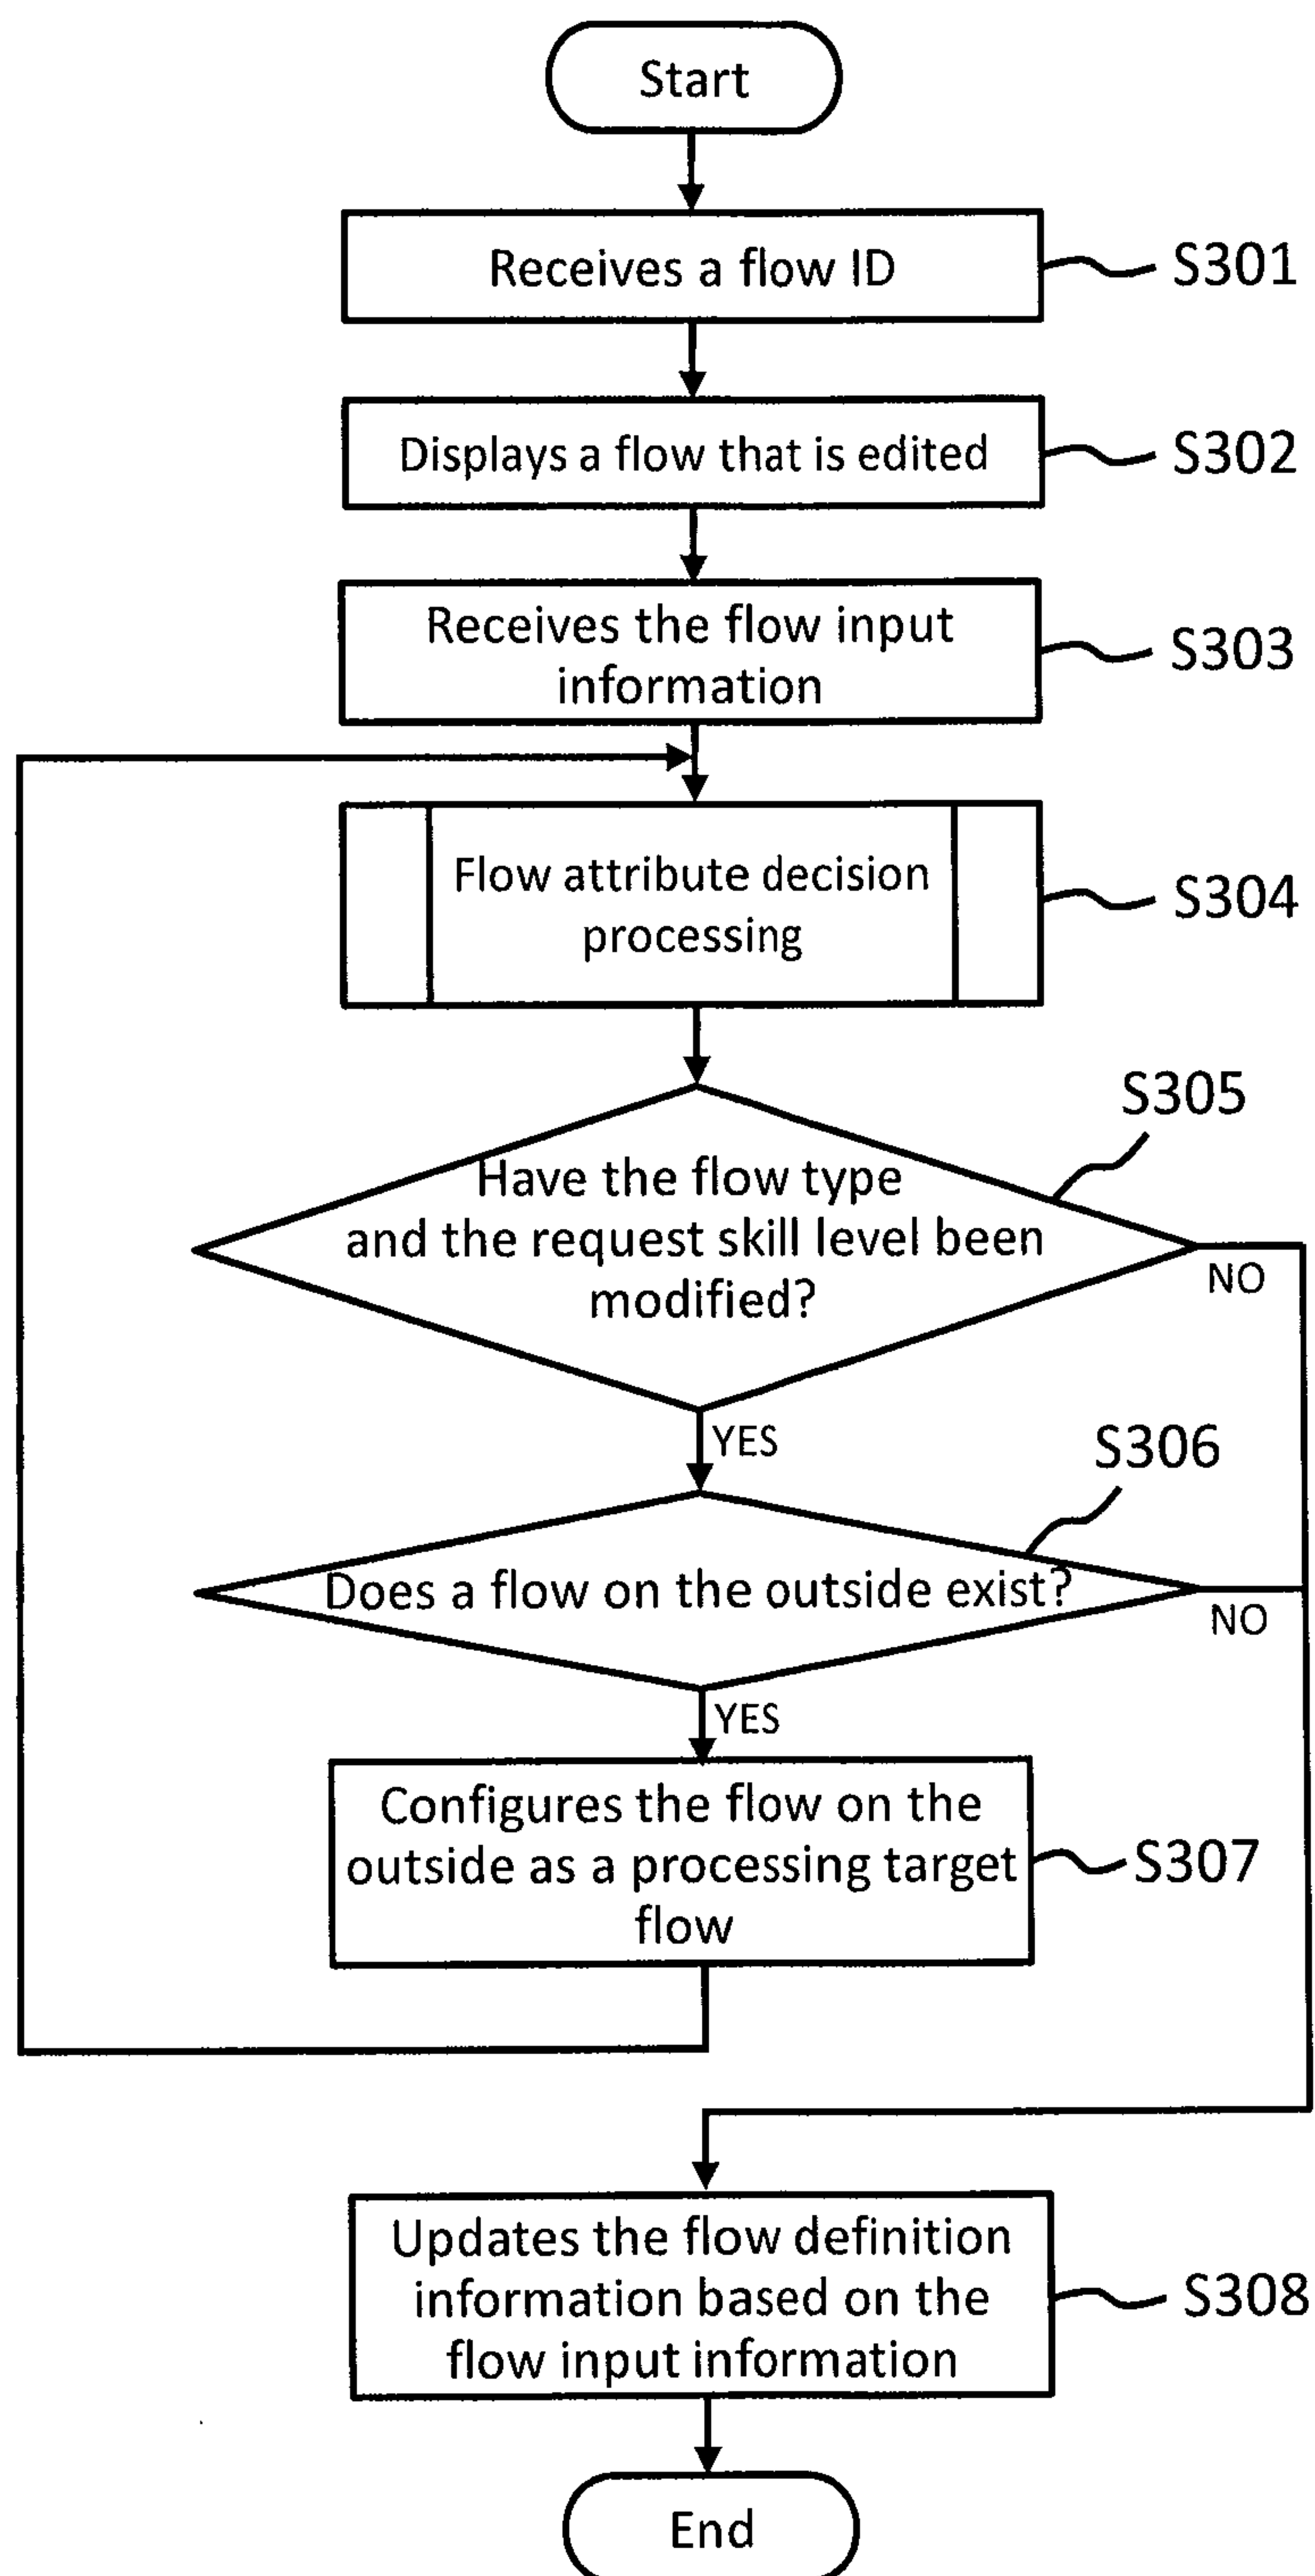 Start
Receives a flow ID
S301
Displays a flow that is edited
S302
Receives the flow input
information
S303
Flow attribute decision
processing
S304
S305
Have the flow type
and the request skill level been
modified?
NO
YES
S306
Does a flow on the outside exist?
NO
YES
Configures the flow on the
outside as a processing target
flow
S307
Updates the flow definition
information based on the
flow input information
S308
End